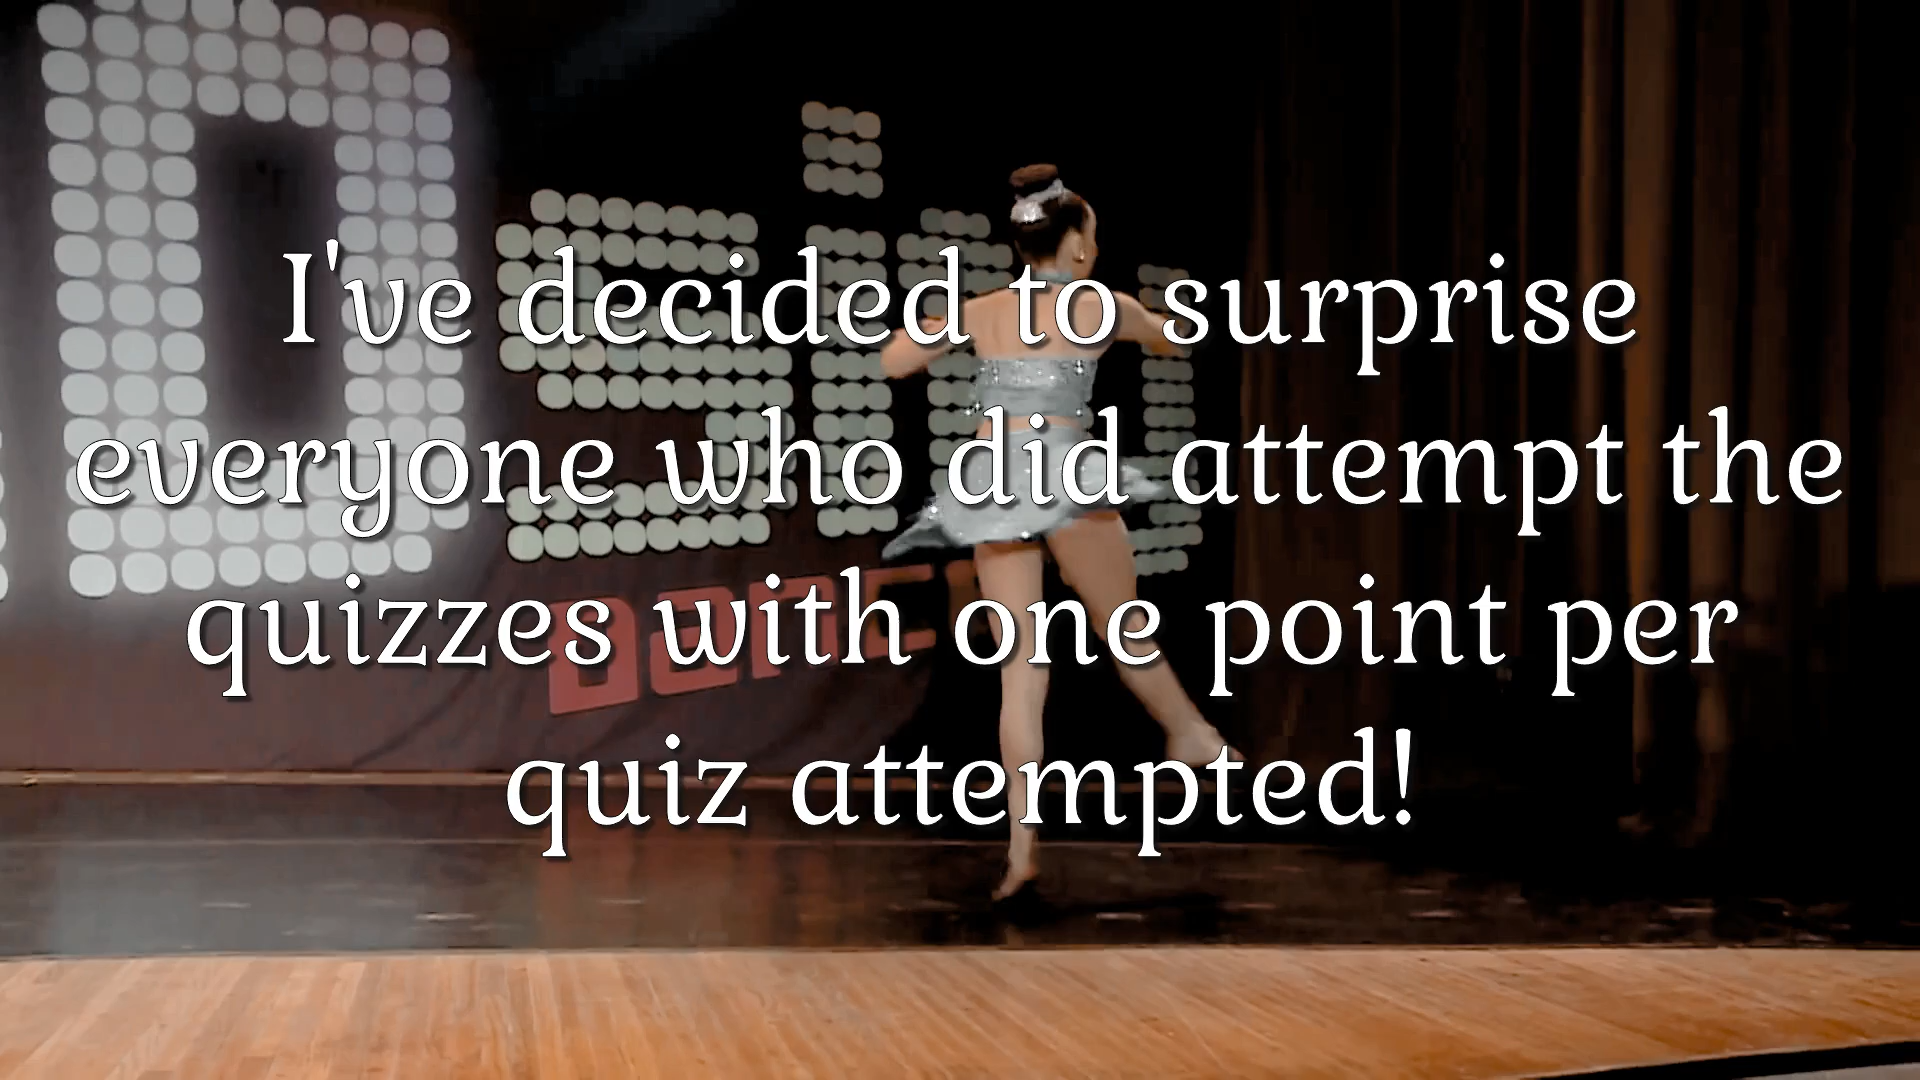 I've decided to surprise
everyone who did attempt the
quizzes with one point per
quiz attempted!